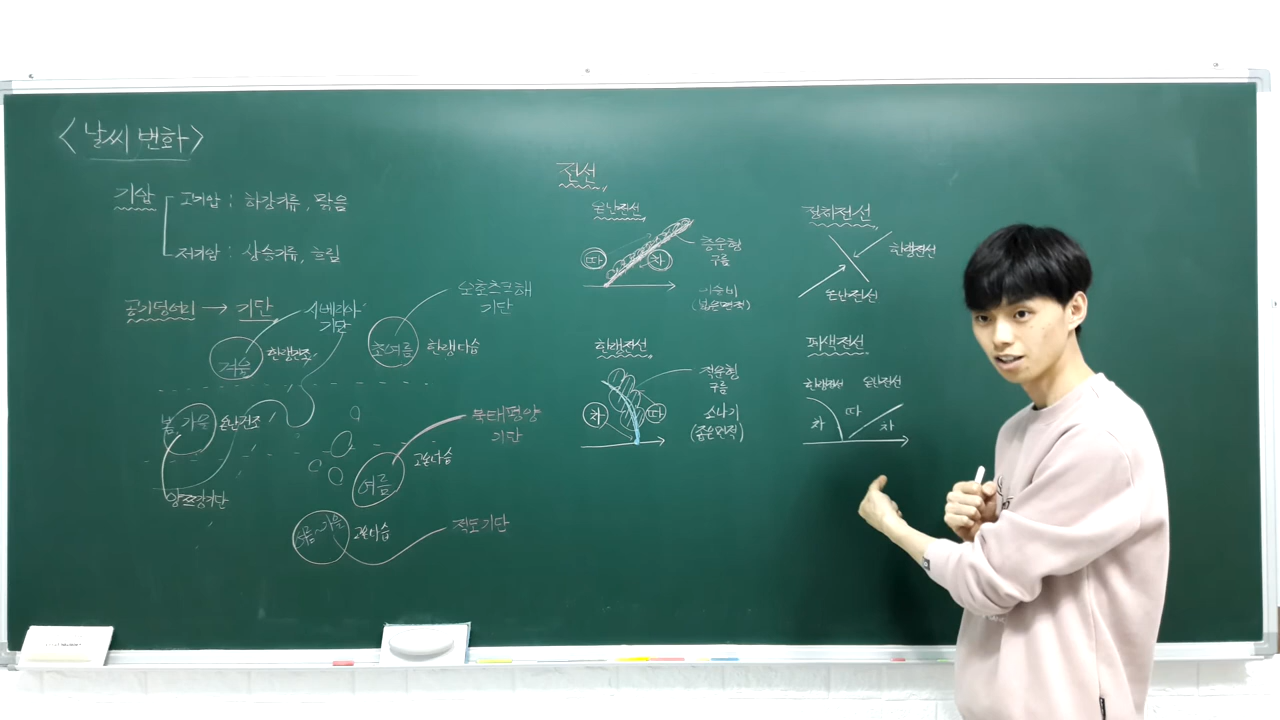 <날씨 변화>
기압
고기압 : 하강기류, 맑음
저기압 : 상승기류, 흐림
공기덩어리 → 기단
시베리아
기단
겨울
한랭건조
오호츠크해
기단
초여름
한랭다습
봄, 가을
온난건조
양쯔강기단
북태평양
기단
여름
고온다습
고온다습
적도기단
전선
온난전선
따
차
층운형
구름
(넓은면적)
한랭전선
차
따
적운형
구름
소나기
(좁은면적)
정체전선
한랭전선
온난전선
폐색전선
한랭전선 온난전선
차 따 차